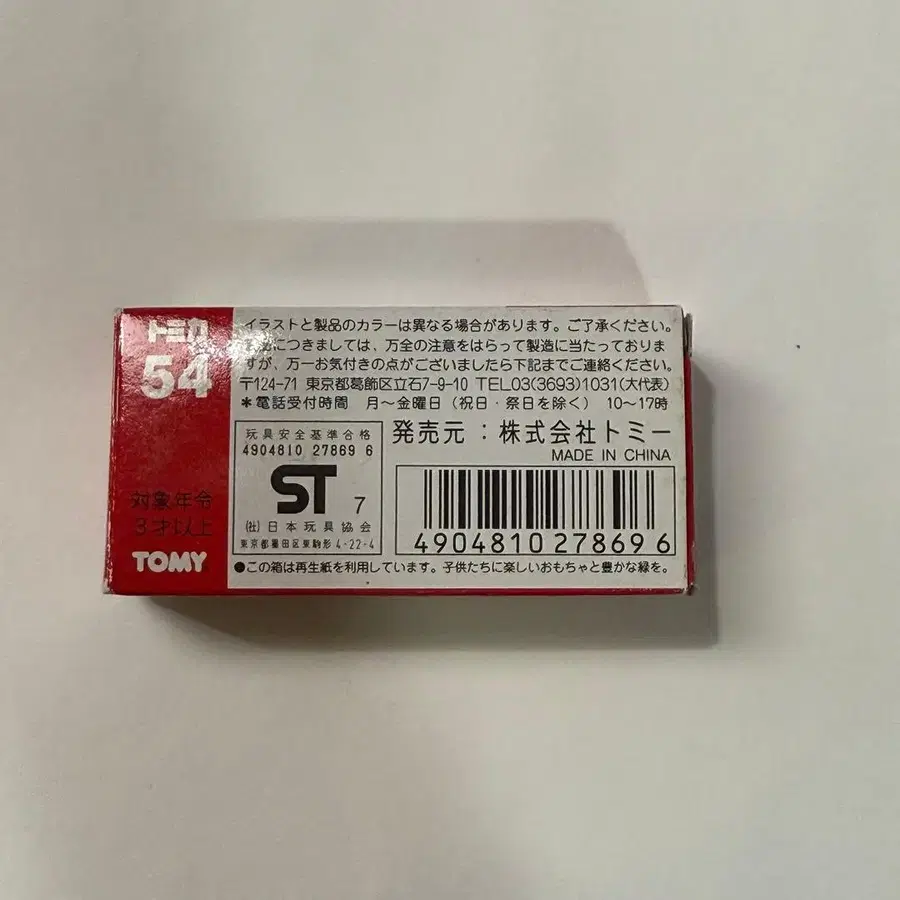 トミカ
54
対象年令
3才以上
TOMY
イラストと製品のカラーは異なる場合があります。ご了承ください。
につきましては、万全の注意をはらって製造に当たっておりま
すが、万一お気付きの点がございましたら下記までご連絡ください。
〒124-71 東京都葛飾区立石7-9-10 TEL03(3693)1031(大代表)
＊電話受付時間 月〜金曜日(祝日・祭日を除く) 10〜17時
玩具安全基準合格
4904810 27869 6
ST 7
(社)日本玩具協会
東京都墨田区東駒形4-22-4
発売元:株式会社トミー
MADE IN CHINA
4904810 278696
●この箱は再生紙を利用しています。子供たちに楽しいおもちゃと豊かな緑を。